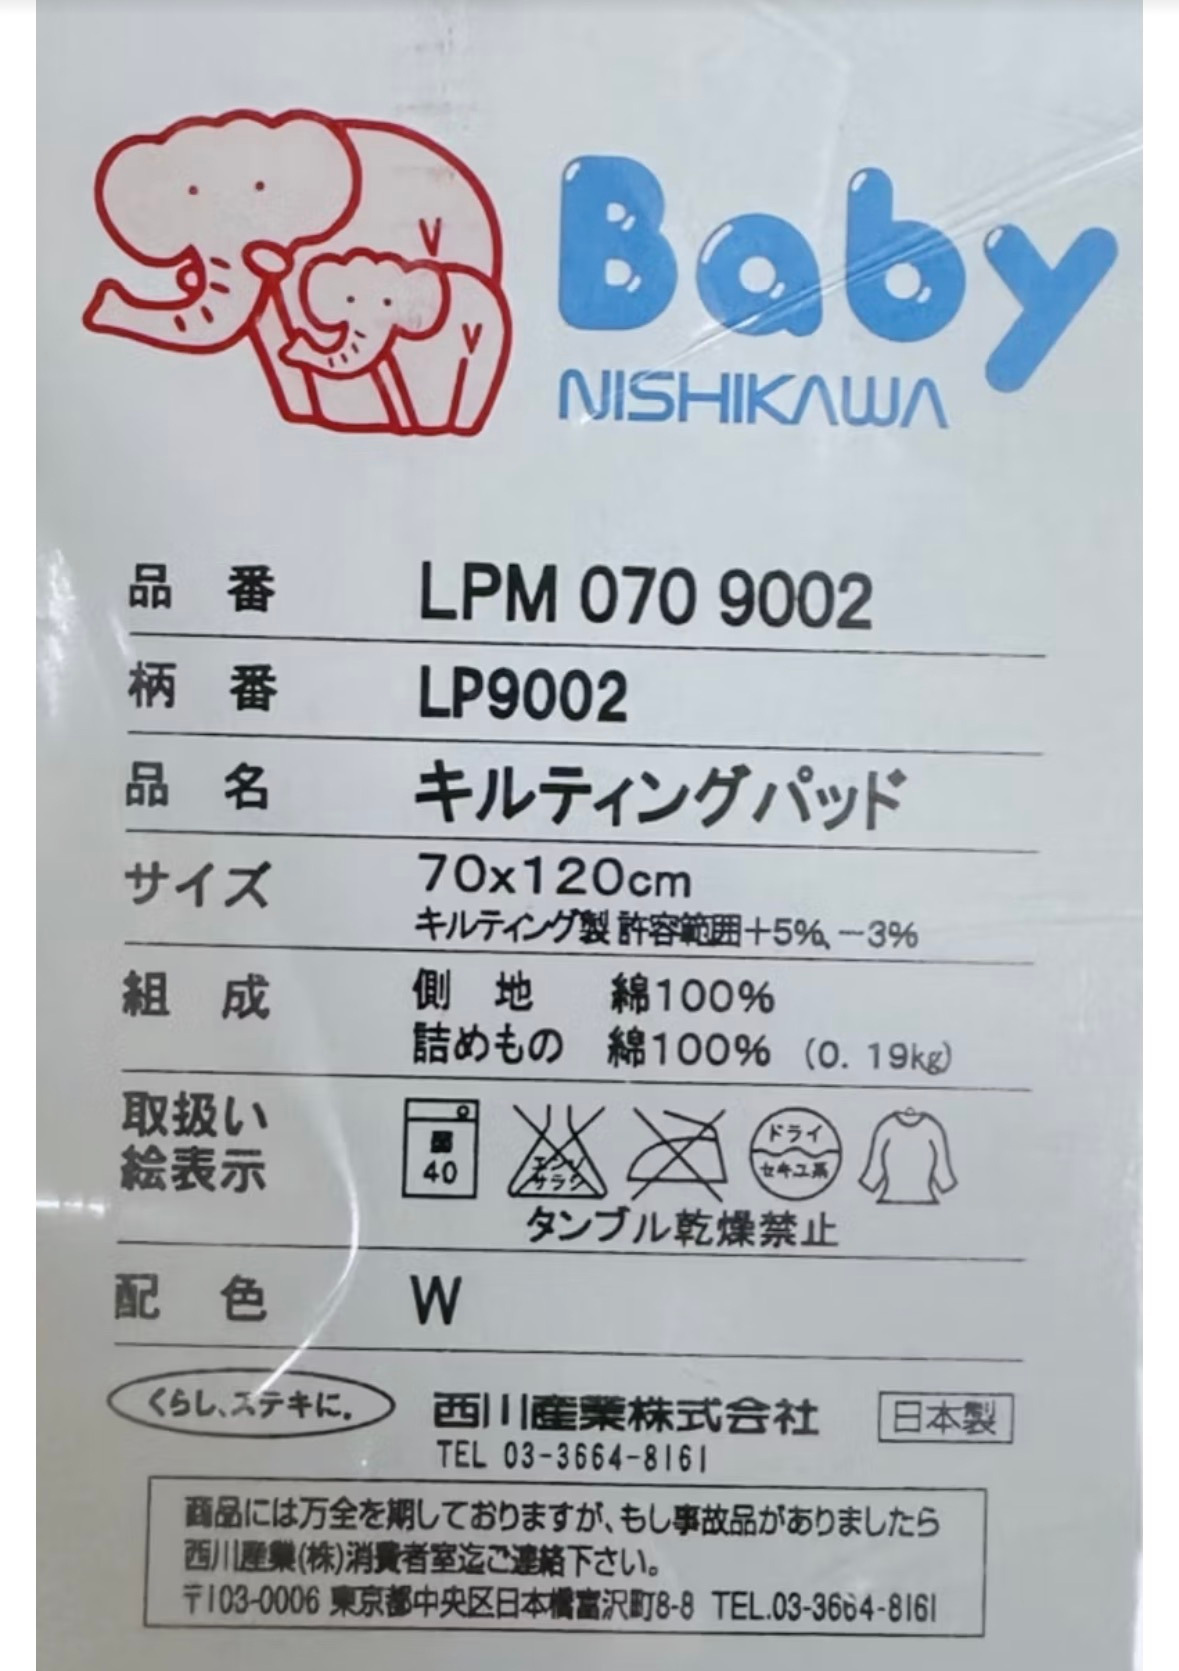 Baby
NISHIKAWA
品 番 LPM 070 9002
柄 番 LP9002
品 名 キルティングパッド
サイズ 70x120cm
キルティング製 許容範囲+5%、-3%
組 成 側 地 綿100%
詰めもの 綿100% (0.19kg)
取扱い
絵表示
40
エンソ
サラシ
ドライ
セキユ系
タンブル乾燥禁止
配 色 W
くらし、ステキに。 西川産業株式会社 日本製
TEL 03-3664-8161
商品には万全を期しておりますが、もし事故品がありましたら
西川産業(株)消費者室迄ご連絡下さい。
〒103-0006 東京都中央区日本橋富沢町8-8 TEL.03-3664-8161